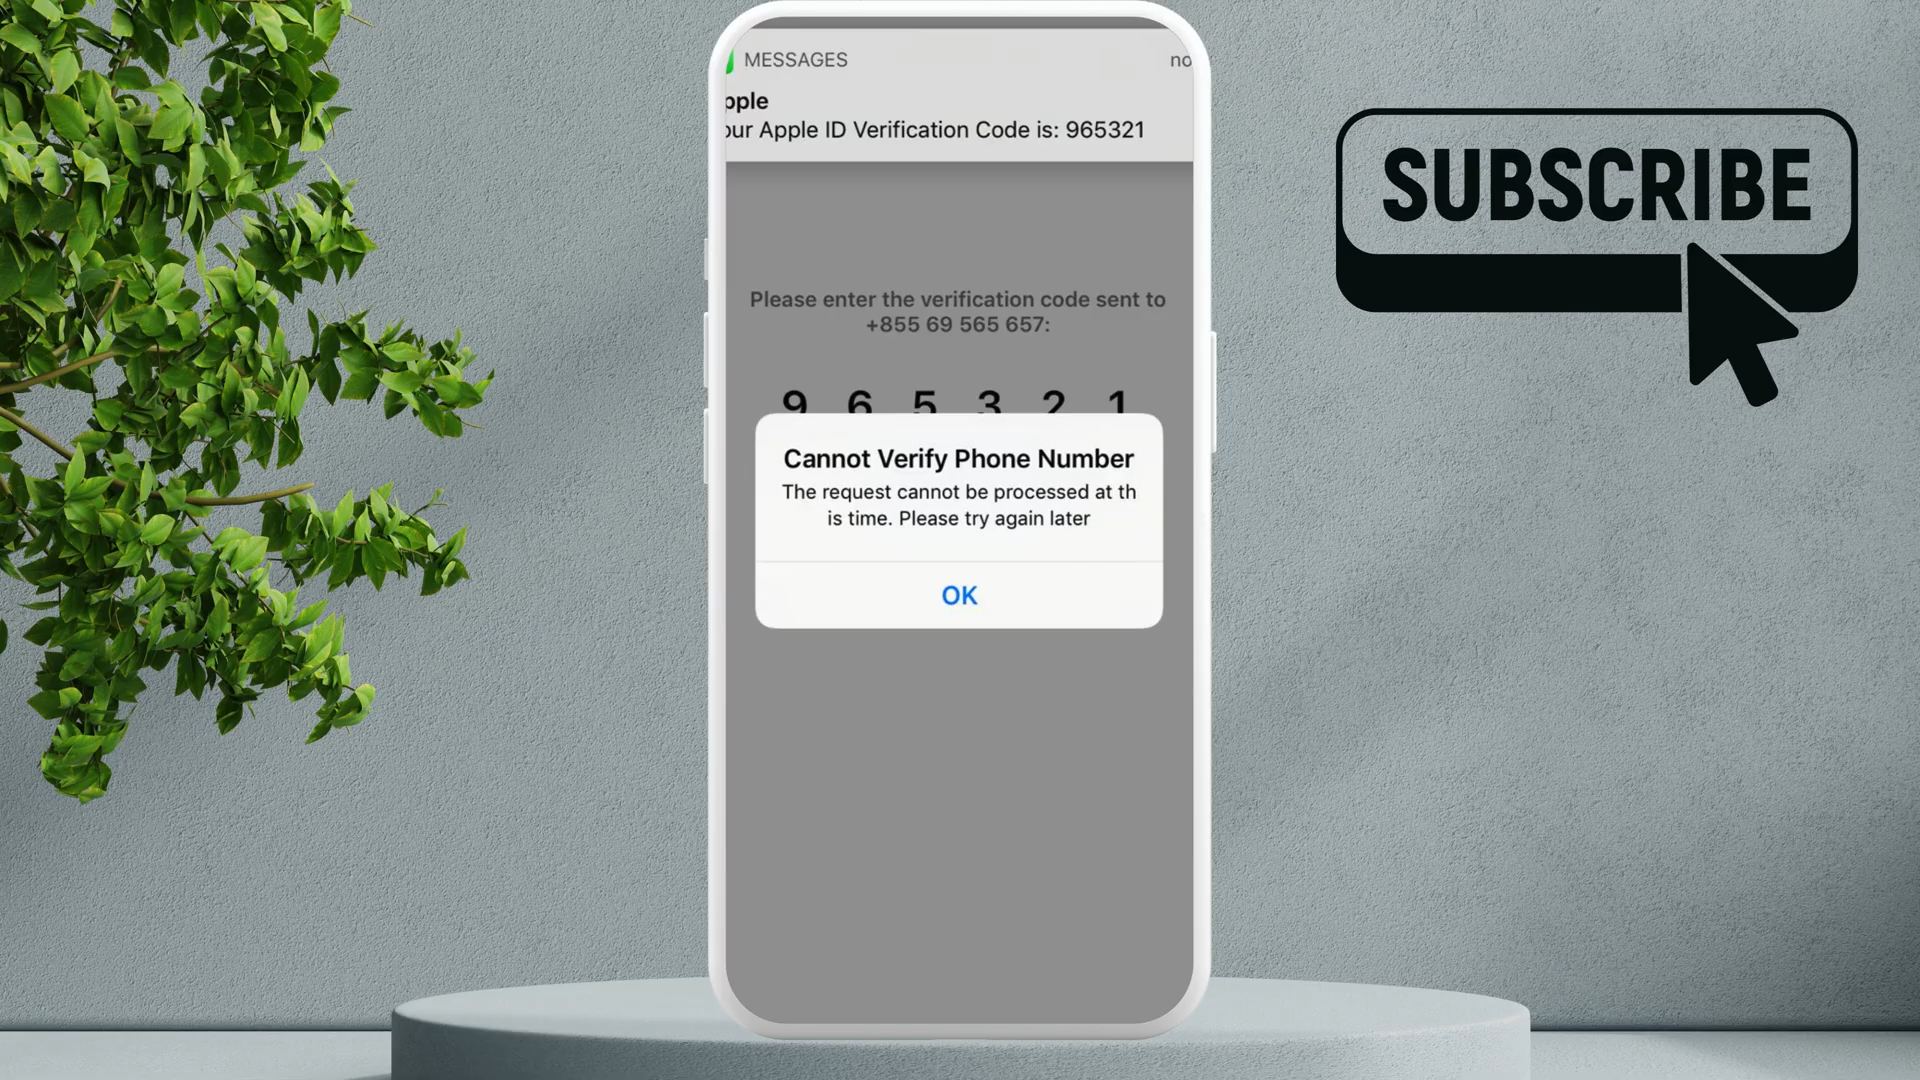 MESSAGES
no
pple
our Apple ID Verification Code is: 965321
Please enter the verification code sent to
+855 69 565 657:
9 6 5 3 2 1
Cannot Verify Phone Number
The request cannot be processed at th
is time. Please try again later
OK
SUBSCRIBE